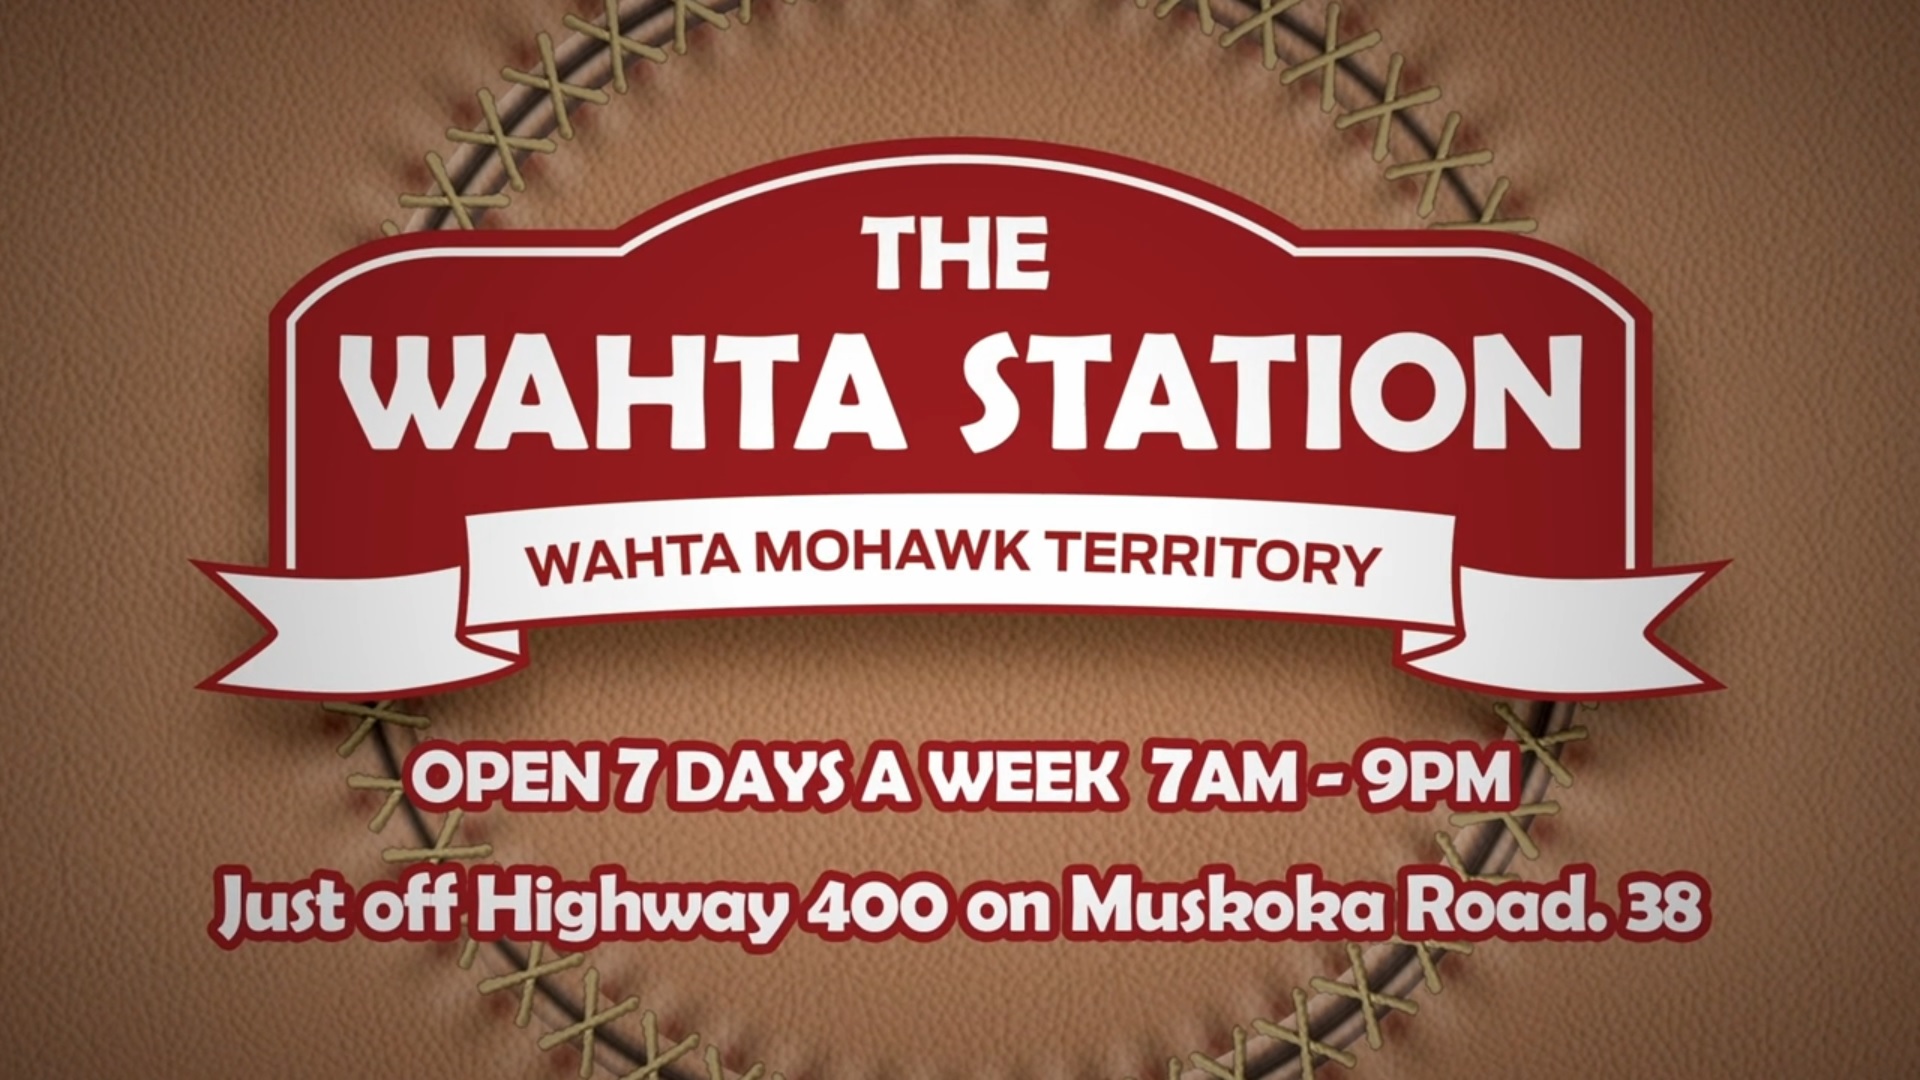 THE
WAHTA STATION
WAHTA MOHAWK TERRITORY
OPEN 7 DAYS A WEEK 7AM - 9PM
Just off Highway 400 on Muskoka Road. 38